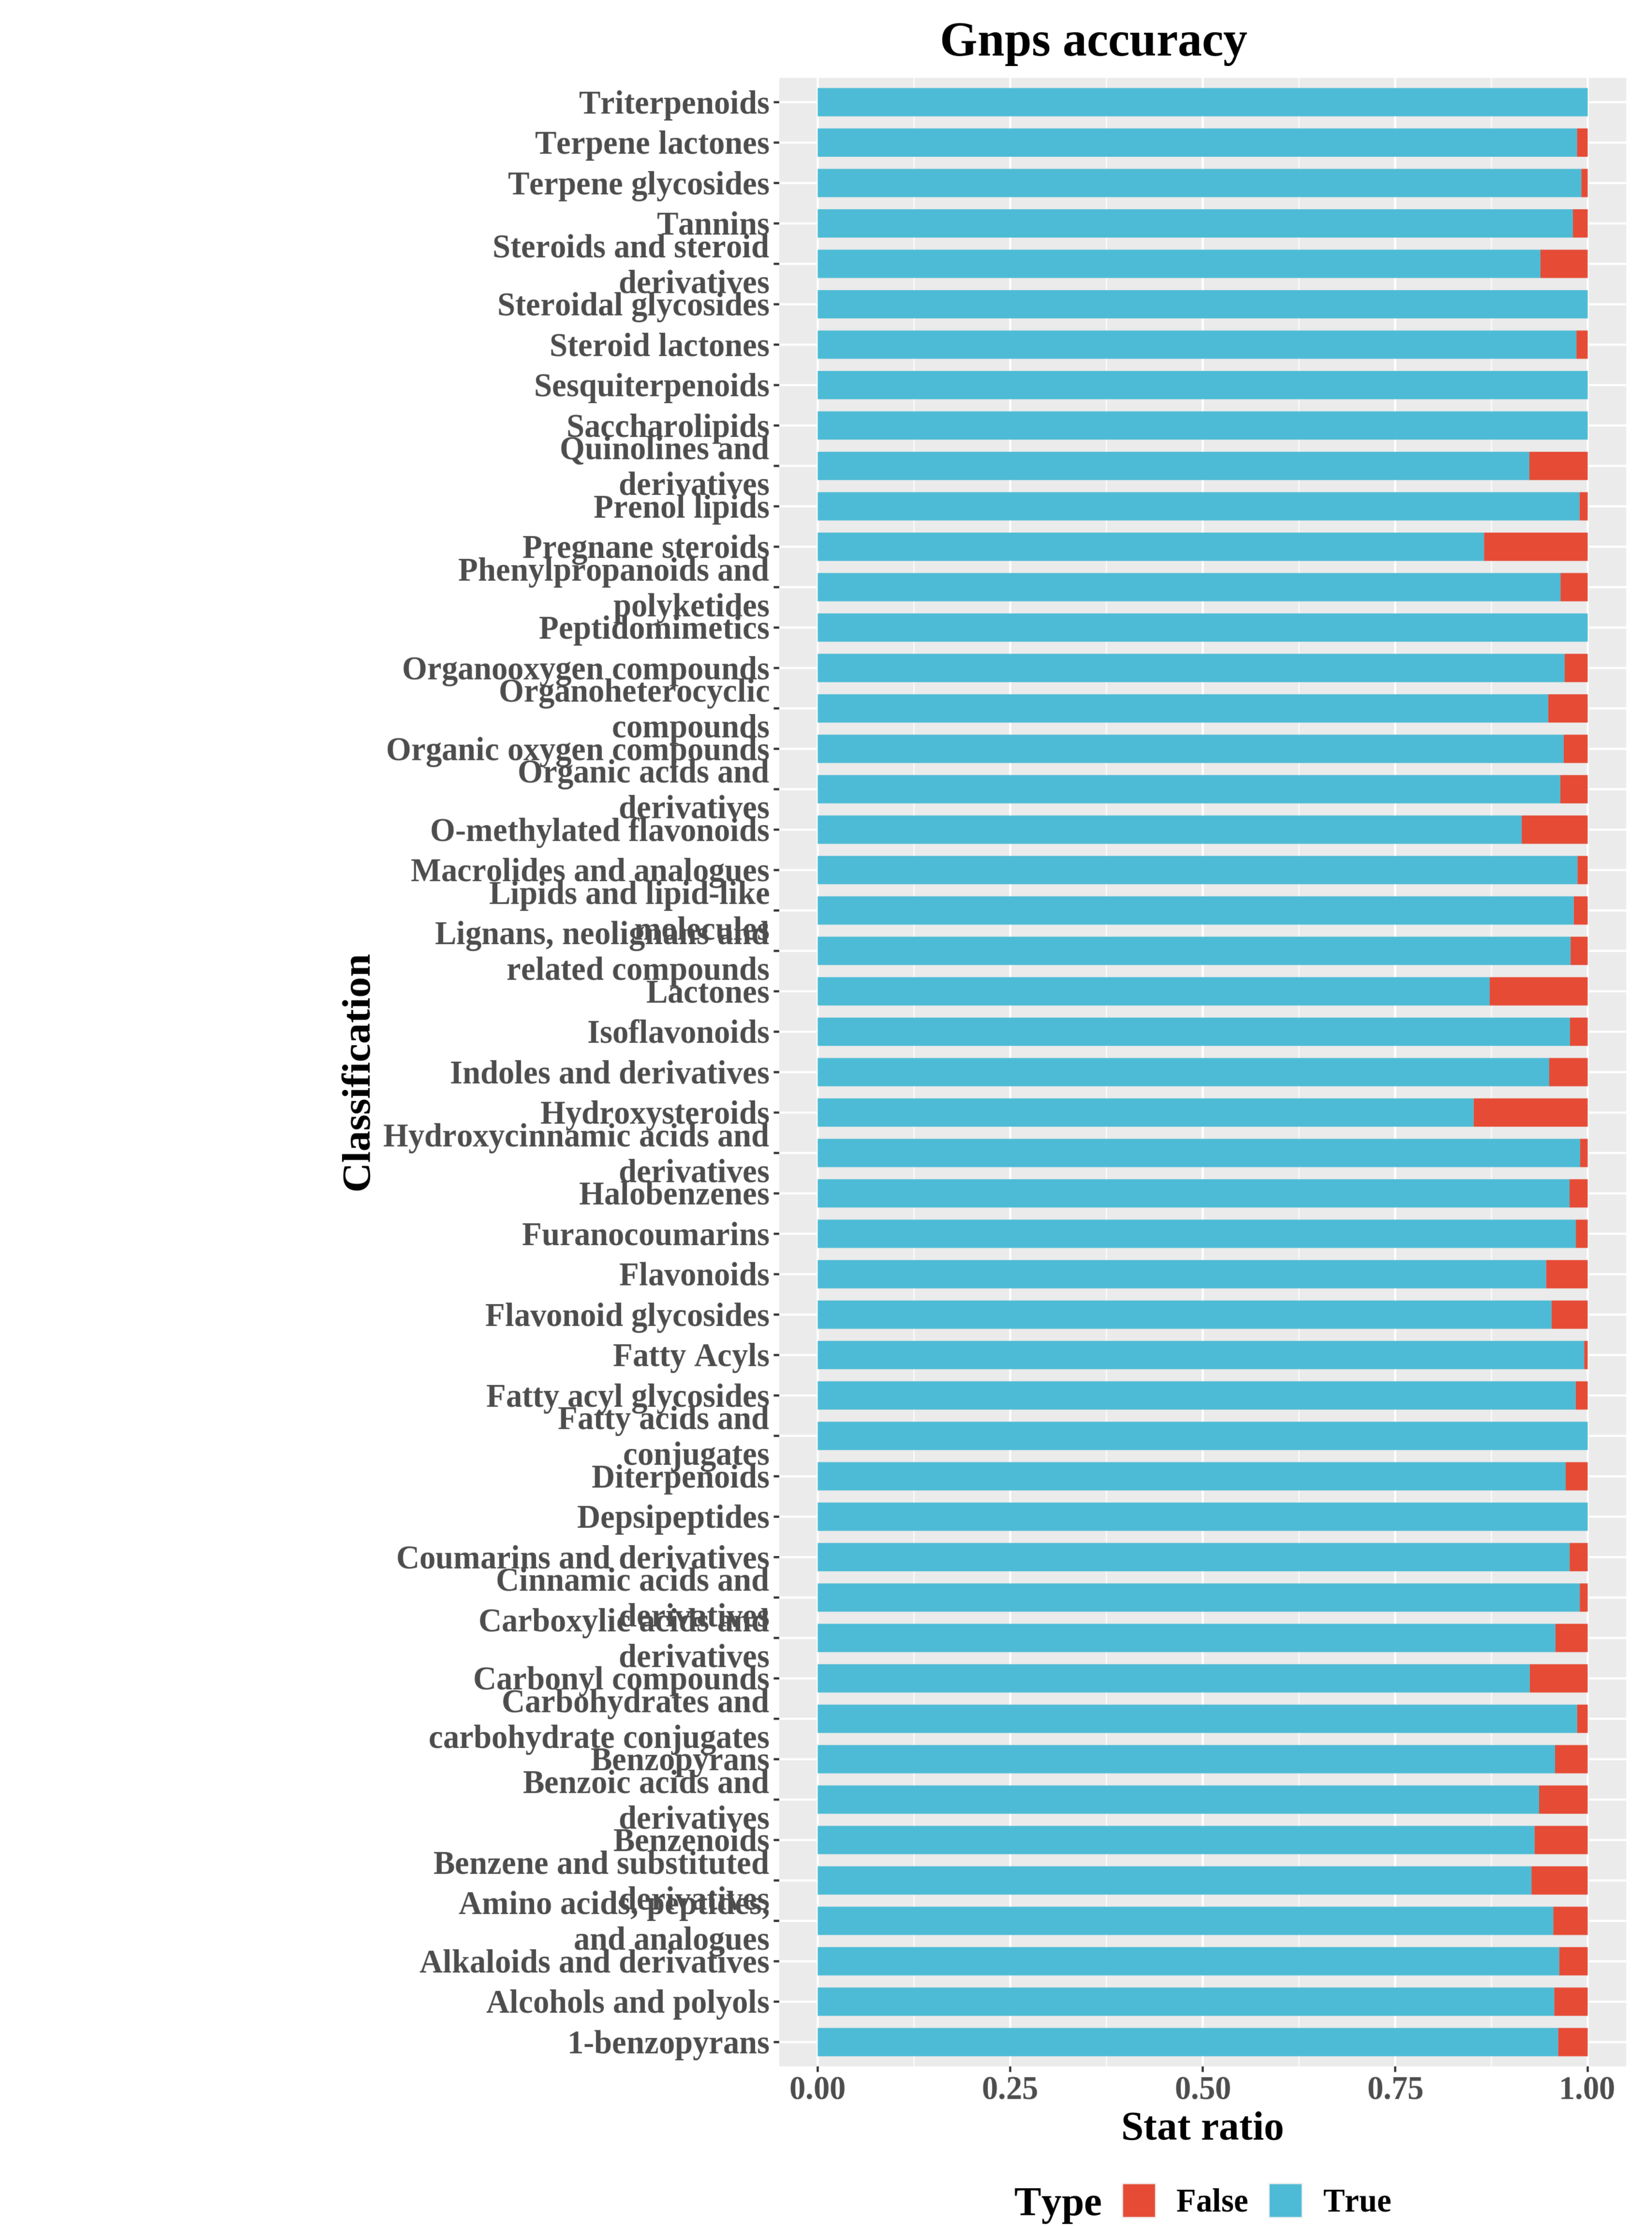 Gnps accuracy
Triterpenoids
Terpene lactones
Terpene glycosides
Tannins
Steroids and steroid
derivatives
Steroidal glycosides
Steroid lactones
Sesquiterpenoids
Saccharolipids
Quinolines and
derivatives
Prenol lipids
Pregnane steroids
Phenylpropanoids and
polyketides
Peptidomimetics
Organooxygen compounds
Organoheterocyclic
compounds
Organic oxygen compounds
Organic acids and
derivatives
O-methylated flavonoids
Macrolides and analogues
Lipids and lipid-like
molecules
Lignans, neolignans and
related compounds
Lactones
Isoflavonoids
Indoles and derivatives
Hydroxysteroids
Hydroxycinnamic acids and
derivatives
Halobenzenes
Furanocoumarins
Flavonoids
Flavonoid glycosides
Fatty Acyls
Fatty acyl glycosides
Fatty acids and
conjugates
Diterpenoids
Depsipeptides
Coumarins and derivatives
Cinnamic acids and
derivatives
Carboxylic acids and
derivatives
Carbonyl compounds
Carbohydrates and
carbohydrate conjugates
Benzopyrans
Benzoic acids and
derivatives
Benzenoids
Benzene and substituted
derivatives
Amino acids, peptides,
and analogues
Alkaloids and derivatives
Alcohols and polyols
1-benzopyrans
Classification
0.00 0.25 0.50 0.75 1.00
Stat ratio
Type False True